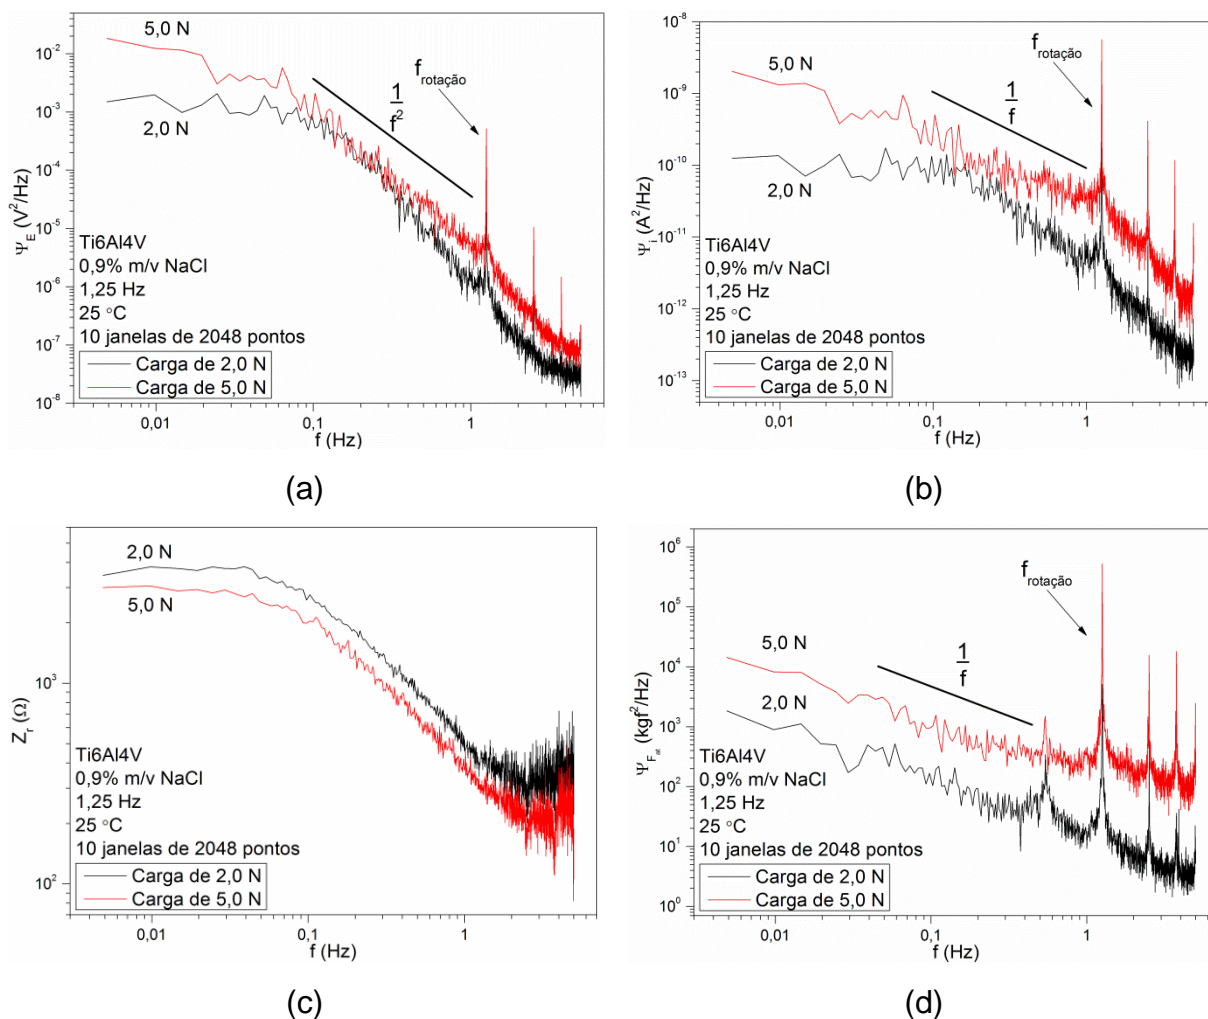 5,0 N
f rotação
1/f²
2,0 N
Ψ_E (V²/Hz)
10⁻²
10⁻³
10⁻⁴
10⁻⁵
10⁻⁶
10⁻⁷
10⁻⁸
Ti6Al4V
0,9% m/v NaCl
1,25 Hz
25 °C
10 janelas de 2048 pontos
Carga de 2,0 N
Carga de 5,0 N
0,01 0,1 1
f (Hz)
(a)
5,0 N
f rotação
1/f
2,0 N
Ψ_i (A²/Hz)
10⁻⁸
10⁻⁹
10⁻¹⁰
10⁻¹¹
10⁻¹²
10⁻¹³
Ti6Al4V
0,9% m/v NaCl
1,25 Hz
25 °C
10 janelas de 2048 pontos
Carga de 2,0 N
Carga de 5,0 N
0,01 0,1 1
f (Hz)
(b)
2,0 N
5,0 N
Z_r (Ω)
10³
10²
Ti6Al4V
0,9% m/v NaCl
1,25 Hz
25 °C
10 janelas de 2048 pontos
Carga de 2,0 N
Carga de 5,0 N
0,01 0,1 1
f (Hz)
(c)
f rotação
5,0 N
1/f
2,0 N
Ψ_Fat (kgf²/Hz)
10⁶
10⁵
10⁴
10³
10²
10¹
10⁰
Ti6Al4V
0,9% m/v NaCl
1,25 Hz
25 °C
10 janelas de 2048 pontos
Carga de 2,0 N
Carga de 5,0 N
0,01 0,1 1
f (Hz)
(d)